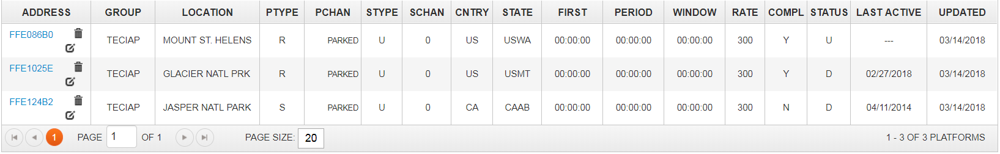 ADDRESS GROUP LOCATION PTYPE PCHAN STYPE SCHAN CNTRY STATE FIRST PERIOD WINDOW RATE COMPL STATUS LAST ACTIVE UPDATED
FFE086B0 TECIAP MOUNT ST. HELENS R PARKED U 0 US USWA 00:00:00 00:00:00 00:00:00 300 Y U --- 03/14/2018
FFE1025E TECIAP GLACIER NATL PRK R PARKED U 0 US USMT 00:00:00 00:00:00 00:00:00 300 Y D 02/27/2018 03/14/2018
FFE124B2 TECIAP JASPER NATL PARK S PARKED U 0 CA CAAB 00:00:00 00:00:00 00:00:00 300 N D 04/11/2014 03/14/2018
1 PAGE 1 OF 1 PAGE SIZE: 20 1 - 3 OF 3 PLATFORMS